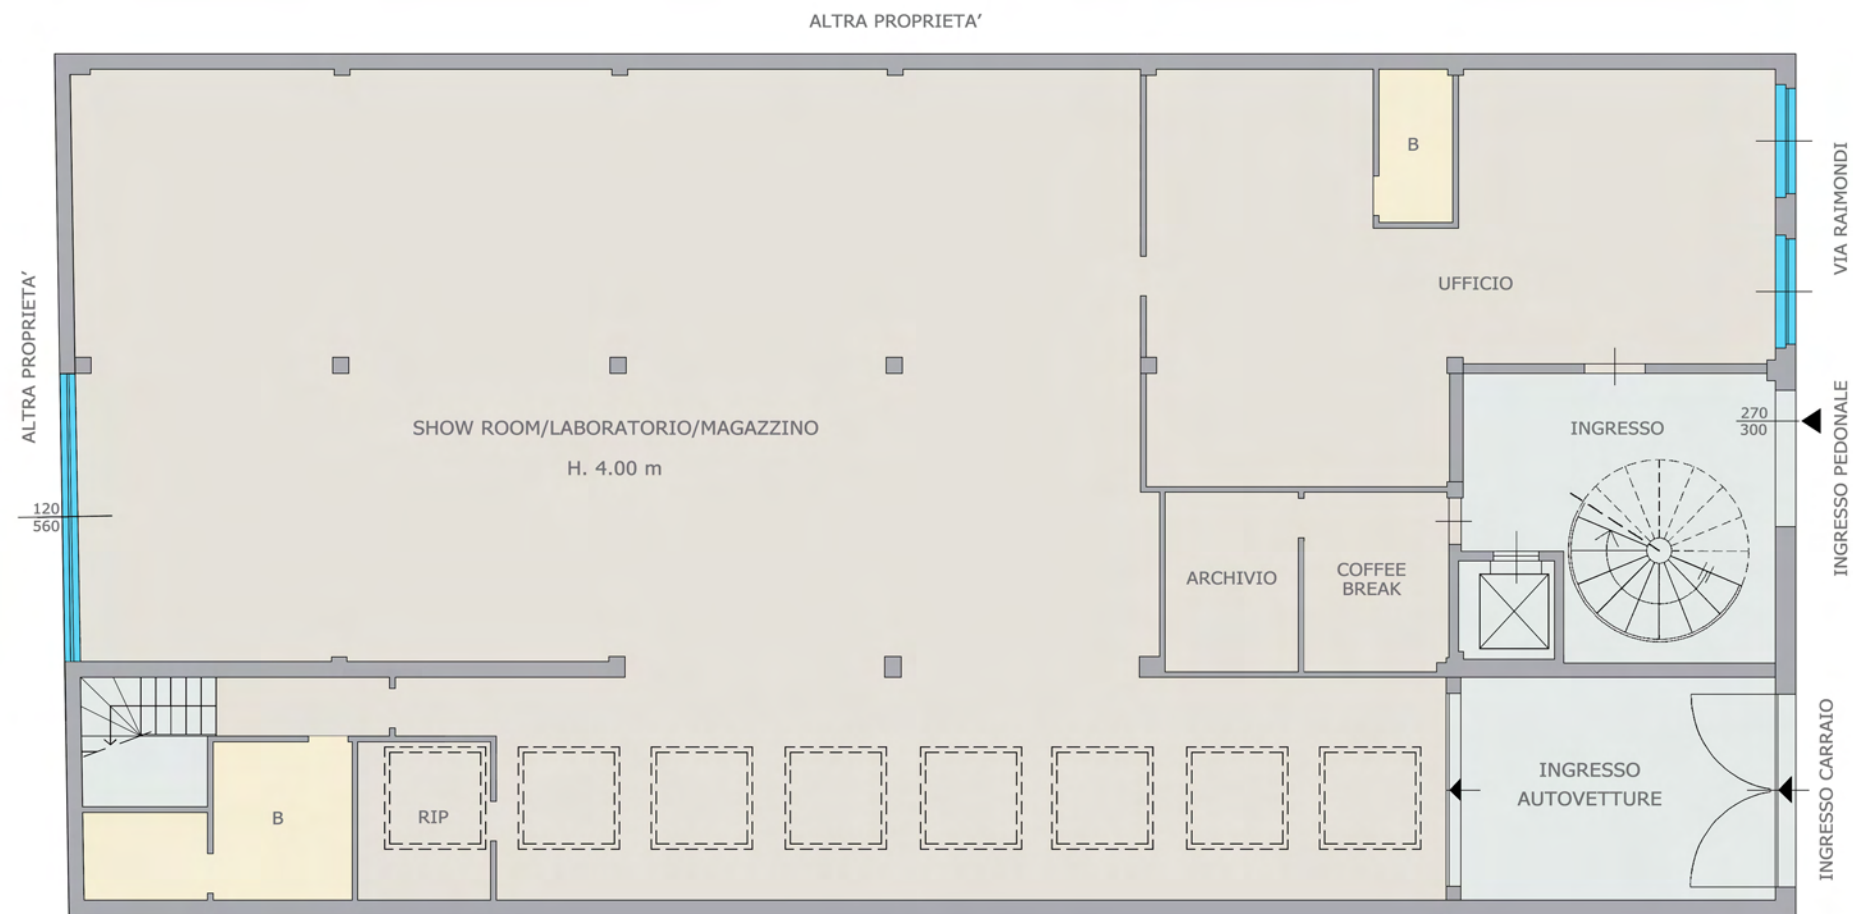 ALTRA PROPRIETA’
B
VIA RAIMONDI
UFFICIO
ALTRA PROPRIETA’
SHOW ROOM/LABORATORIO/MAGAZZINO
H. 4.00 m
INGRESSO
270
300
INGRESSO PEDONALE
120
560
ARCHIVIO
COFFEE
BREAK
INGRESSO
AUTOVETTURE
INGRESSO CARRAIO
B
RIP